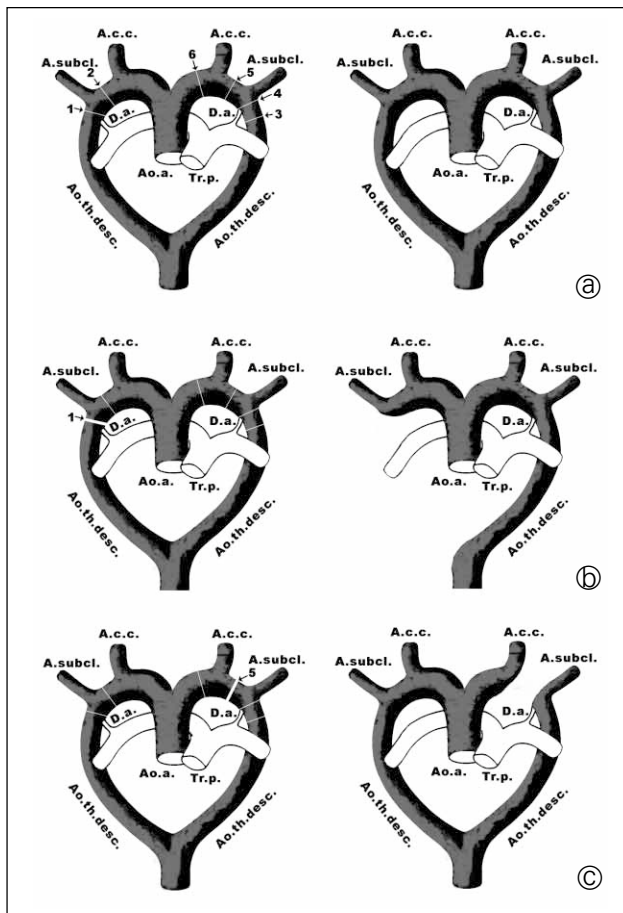 A.c.c. A.c.c. A.c.c. A.c.c.
6
A.subcl. 5 A.subcl. A.subcl. A.subcl.
2 4
1 D.a. D.a. 3 D.a.
Ao.a. Tr.p. Ao.a. Tr.p.
Ao.th.desc. Ao.th.desc. Ao.th.desc. Ao.th.desc.
ⓐ
A.c.c. A.c.c. A.c.c. A.c.c.
A.subcl. A.subcl. A.subcl. A.subcl.
1 D.a. D.a. D.a.
Ao.a. Tr.p. Ao.a. Tr.p.
Ao.th.desc. Ao.th.desc. Ao.th.desc.
ⓑ
A.c.c. A.c.c. A.c.c. A.c.c.
A.subcl. A.subcl. A.subcl. A.subcl.
5
D.a. D.a. D.a.
Ao.a. Tr.p. Ao.a. Tr.p.
Ao.th.desc. Ao.th.desc. Ao.th.desc. Ao.th.desc.
ⓒ